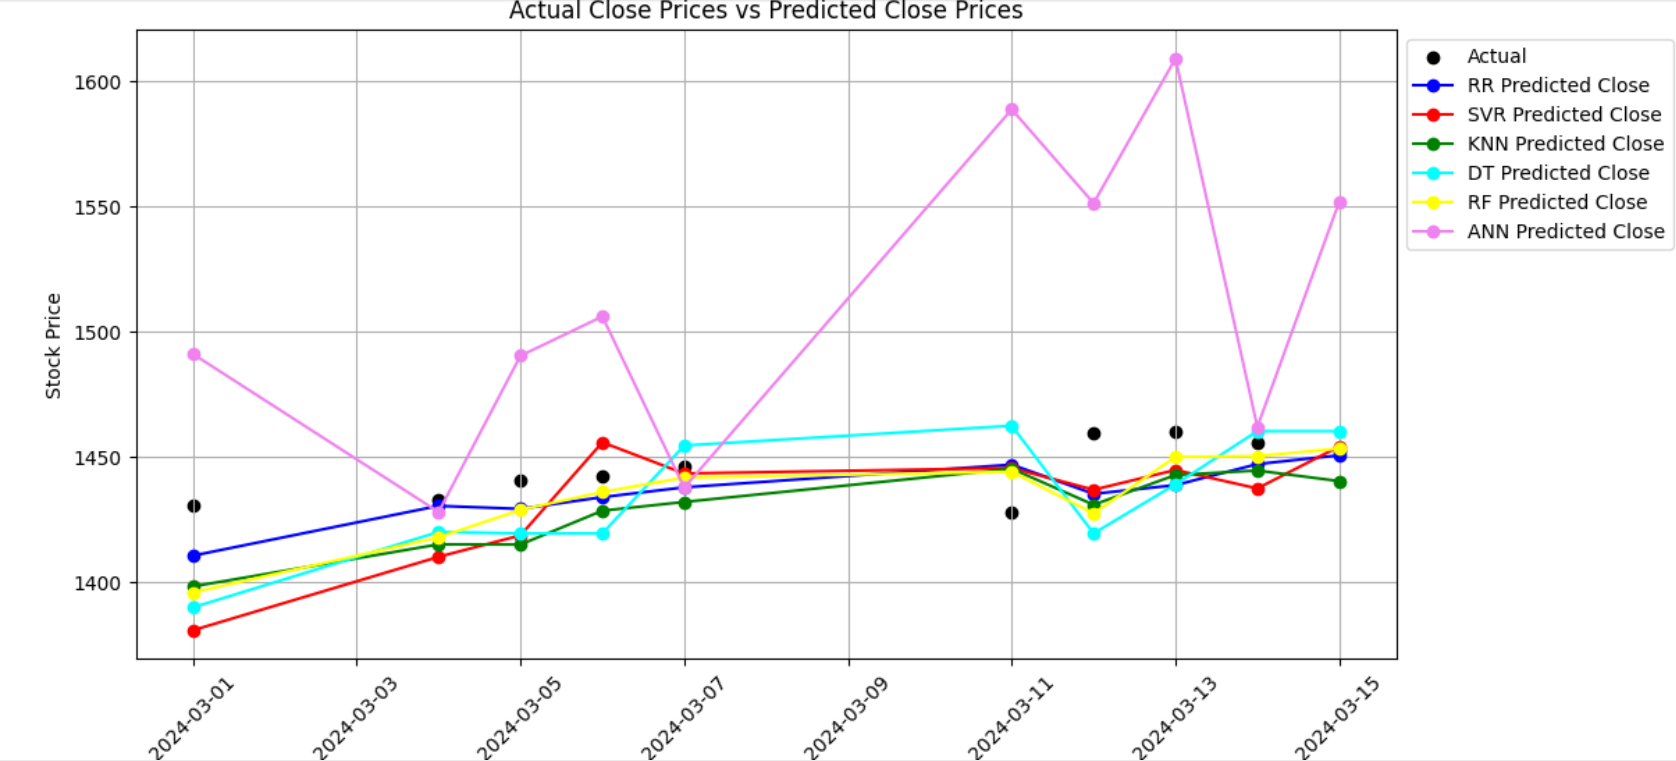 Actual Close Prices vs Predicted Close Prices
1600
1550
1500
1450
1400
Stock Price
2024-03-01
2024-03-03
2024-03-05
2024-03-07
2024-03-09
2024-03-11
2024-03-13
2024-03-15
Actual
RR Predicted Close
SVR Predicted Close
KNN Predicted Close
DT Predicted Close
RF Predicted Close
ANN Predicted Close